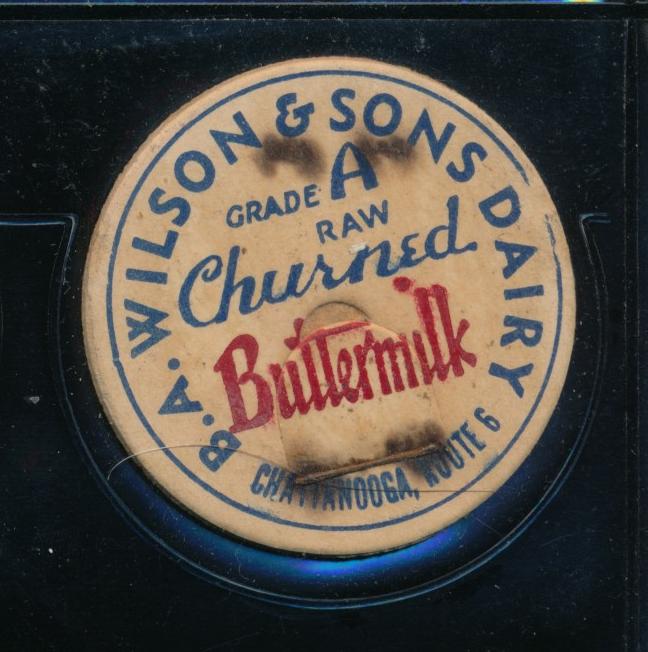 B.A. WILSON & SONS DAIRY
GRADE A
RAW
Churned
Buttermilk
CHATTANOOGA, ROUTE 6